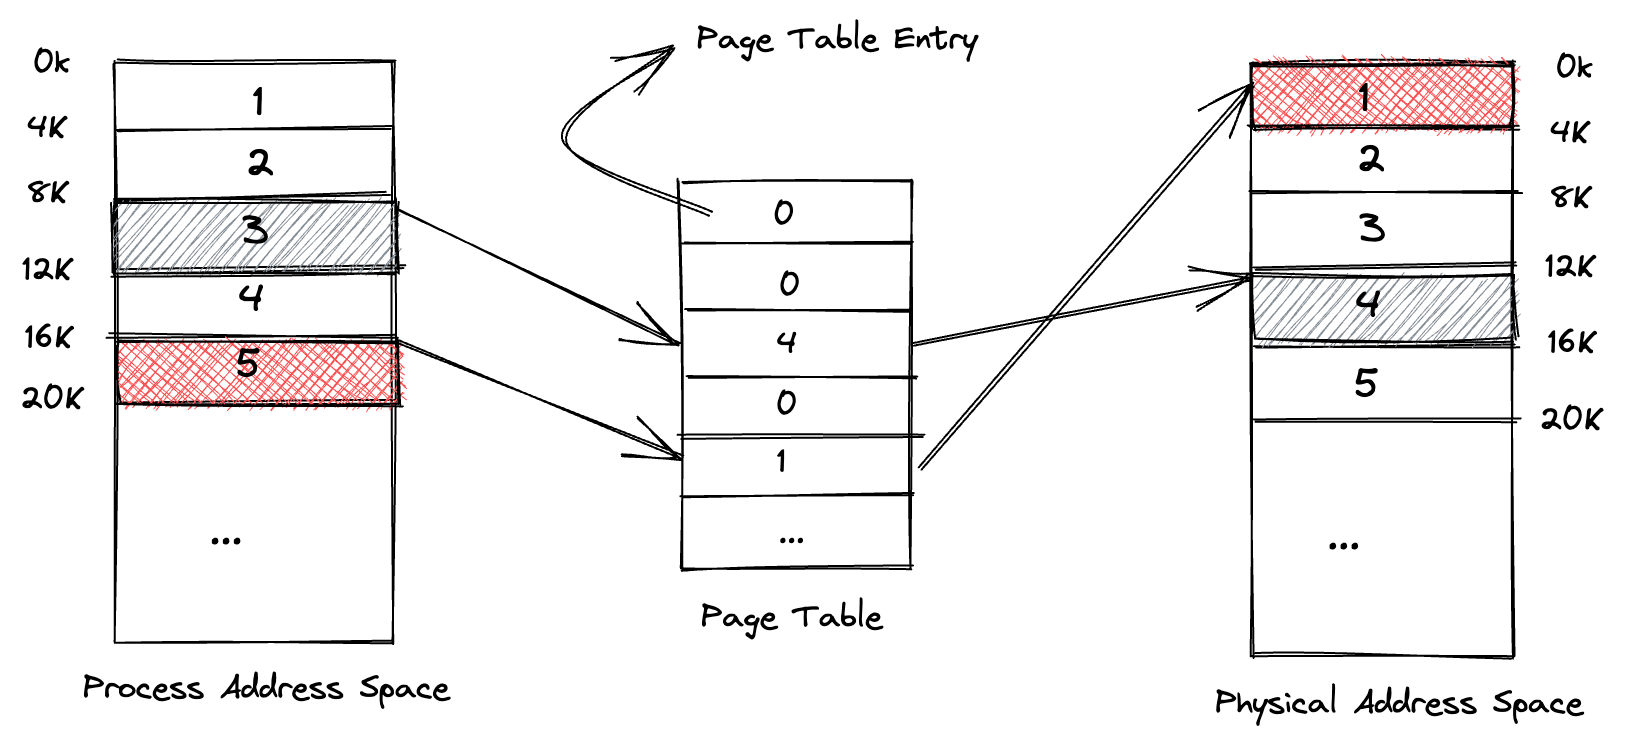 Page Table Entry
0k
1
4K
2
8K
3
12K
4
16K
5
20K
...
Process Address Space
0
0
4
0
1
...
Page Table
0k
1
4K
2
8K
3
12K
4
16K
5
20K
...
Physical Address Space